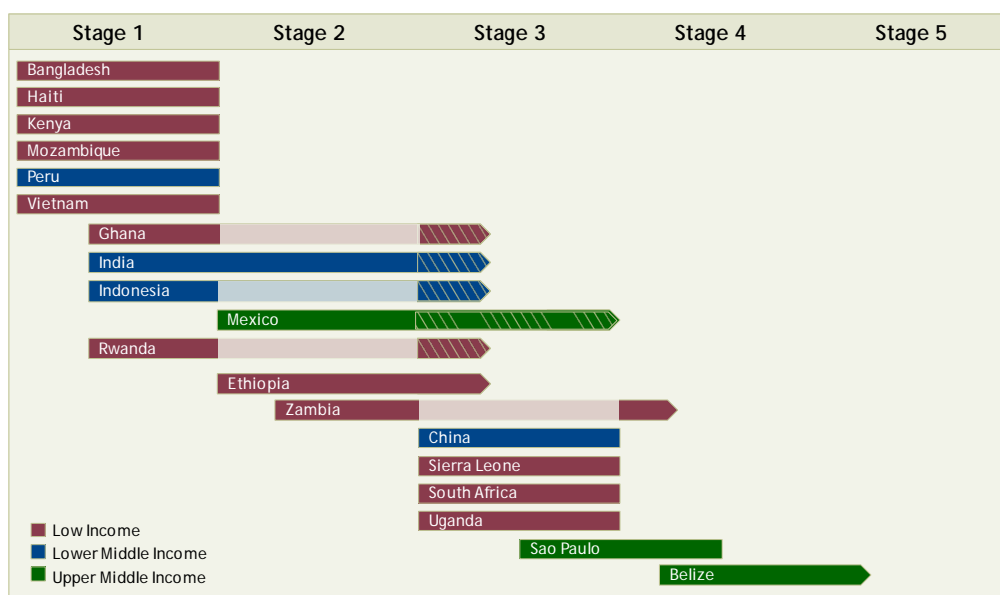 Stage 1 Stage 2 Stage 3 Stage 4 Stage 5
Bangladesh
Haiti
Kenya
Mozambique
Peru
Vietnam
Ghana
India
Indonesia
Mexico
Rwanda
Ethiopia
Zambia
China
Sierra Leone
South Africa
Uganda
Sao Paulo
Belize
Low Income
Lower Middle Income
Upper Middle Income